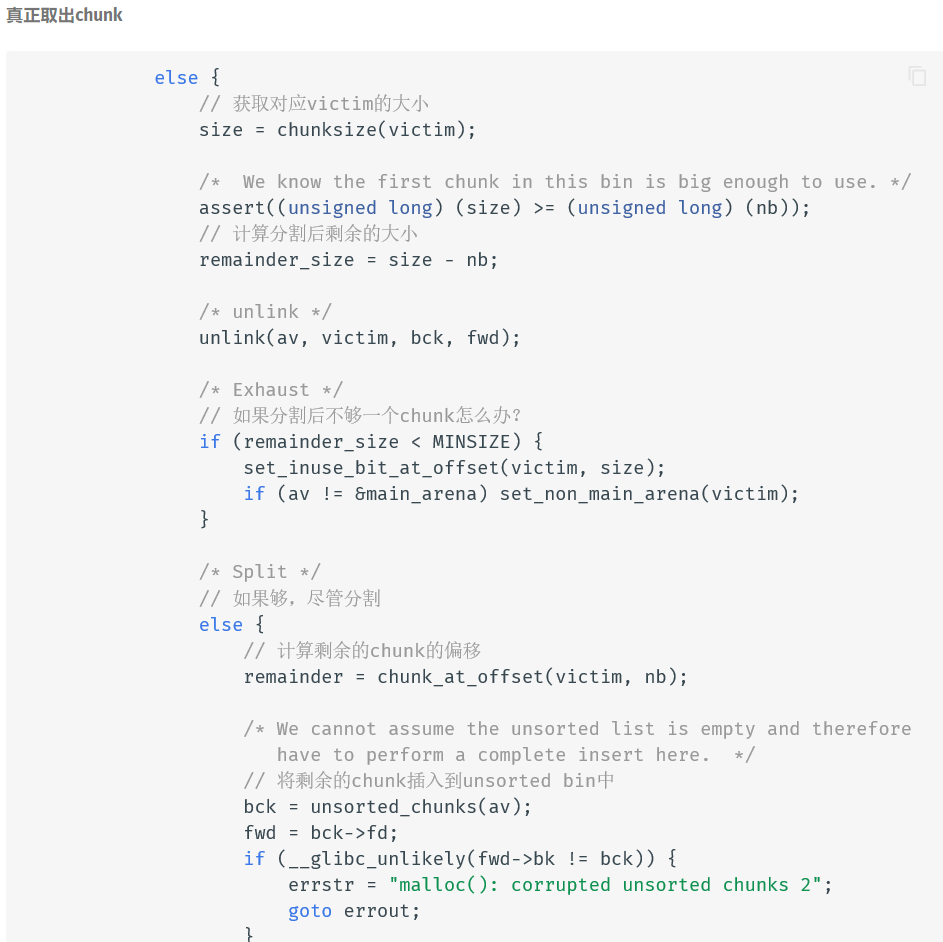 真正取出chunk
else {
// 获取对应victim的大小
size = chunksize(victim);
/*  We know the first chunk in this bin is big enough to use. */
assert((unsigned long) (size) >= (unsigned long) (nb));
// 计算分割后剩余的大小
remainder_size = size - nb;
/* unlink */
unlink(av, victim, bck, fwd);
/* Exhaust */
// 如果分割后不够一个chunk怎么办？
if (remainder_size < MINSIZE) {
set_inuse_bit_at_offset(victim, size);
if (av != &main_arena) set_non_main_arena(victim);
}
/* Split */
// 如果够，尽管分割
else {
// 计算剩余的chunk的偏移
remainder = chunk_at_offset(victim, nb);
/* We cannot assume the unsorted list is empty and therefore
have to perform a complete insert here.  */
// 将剩余的chunk插入到unsorted bin中
bck = unsorted_chunks(av);
fwd = bck->fd;
if (__glibc_unlikely(fwd->bk != bck)) {
errstr = "malloc(): corrupted unsorted chunks 2";
goto errout;
}